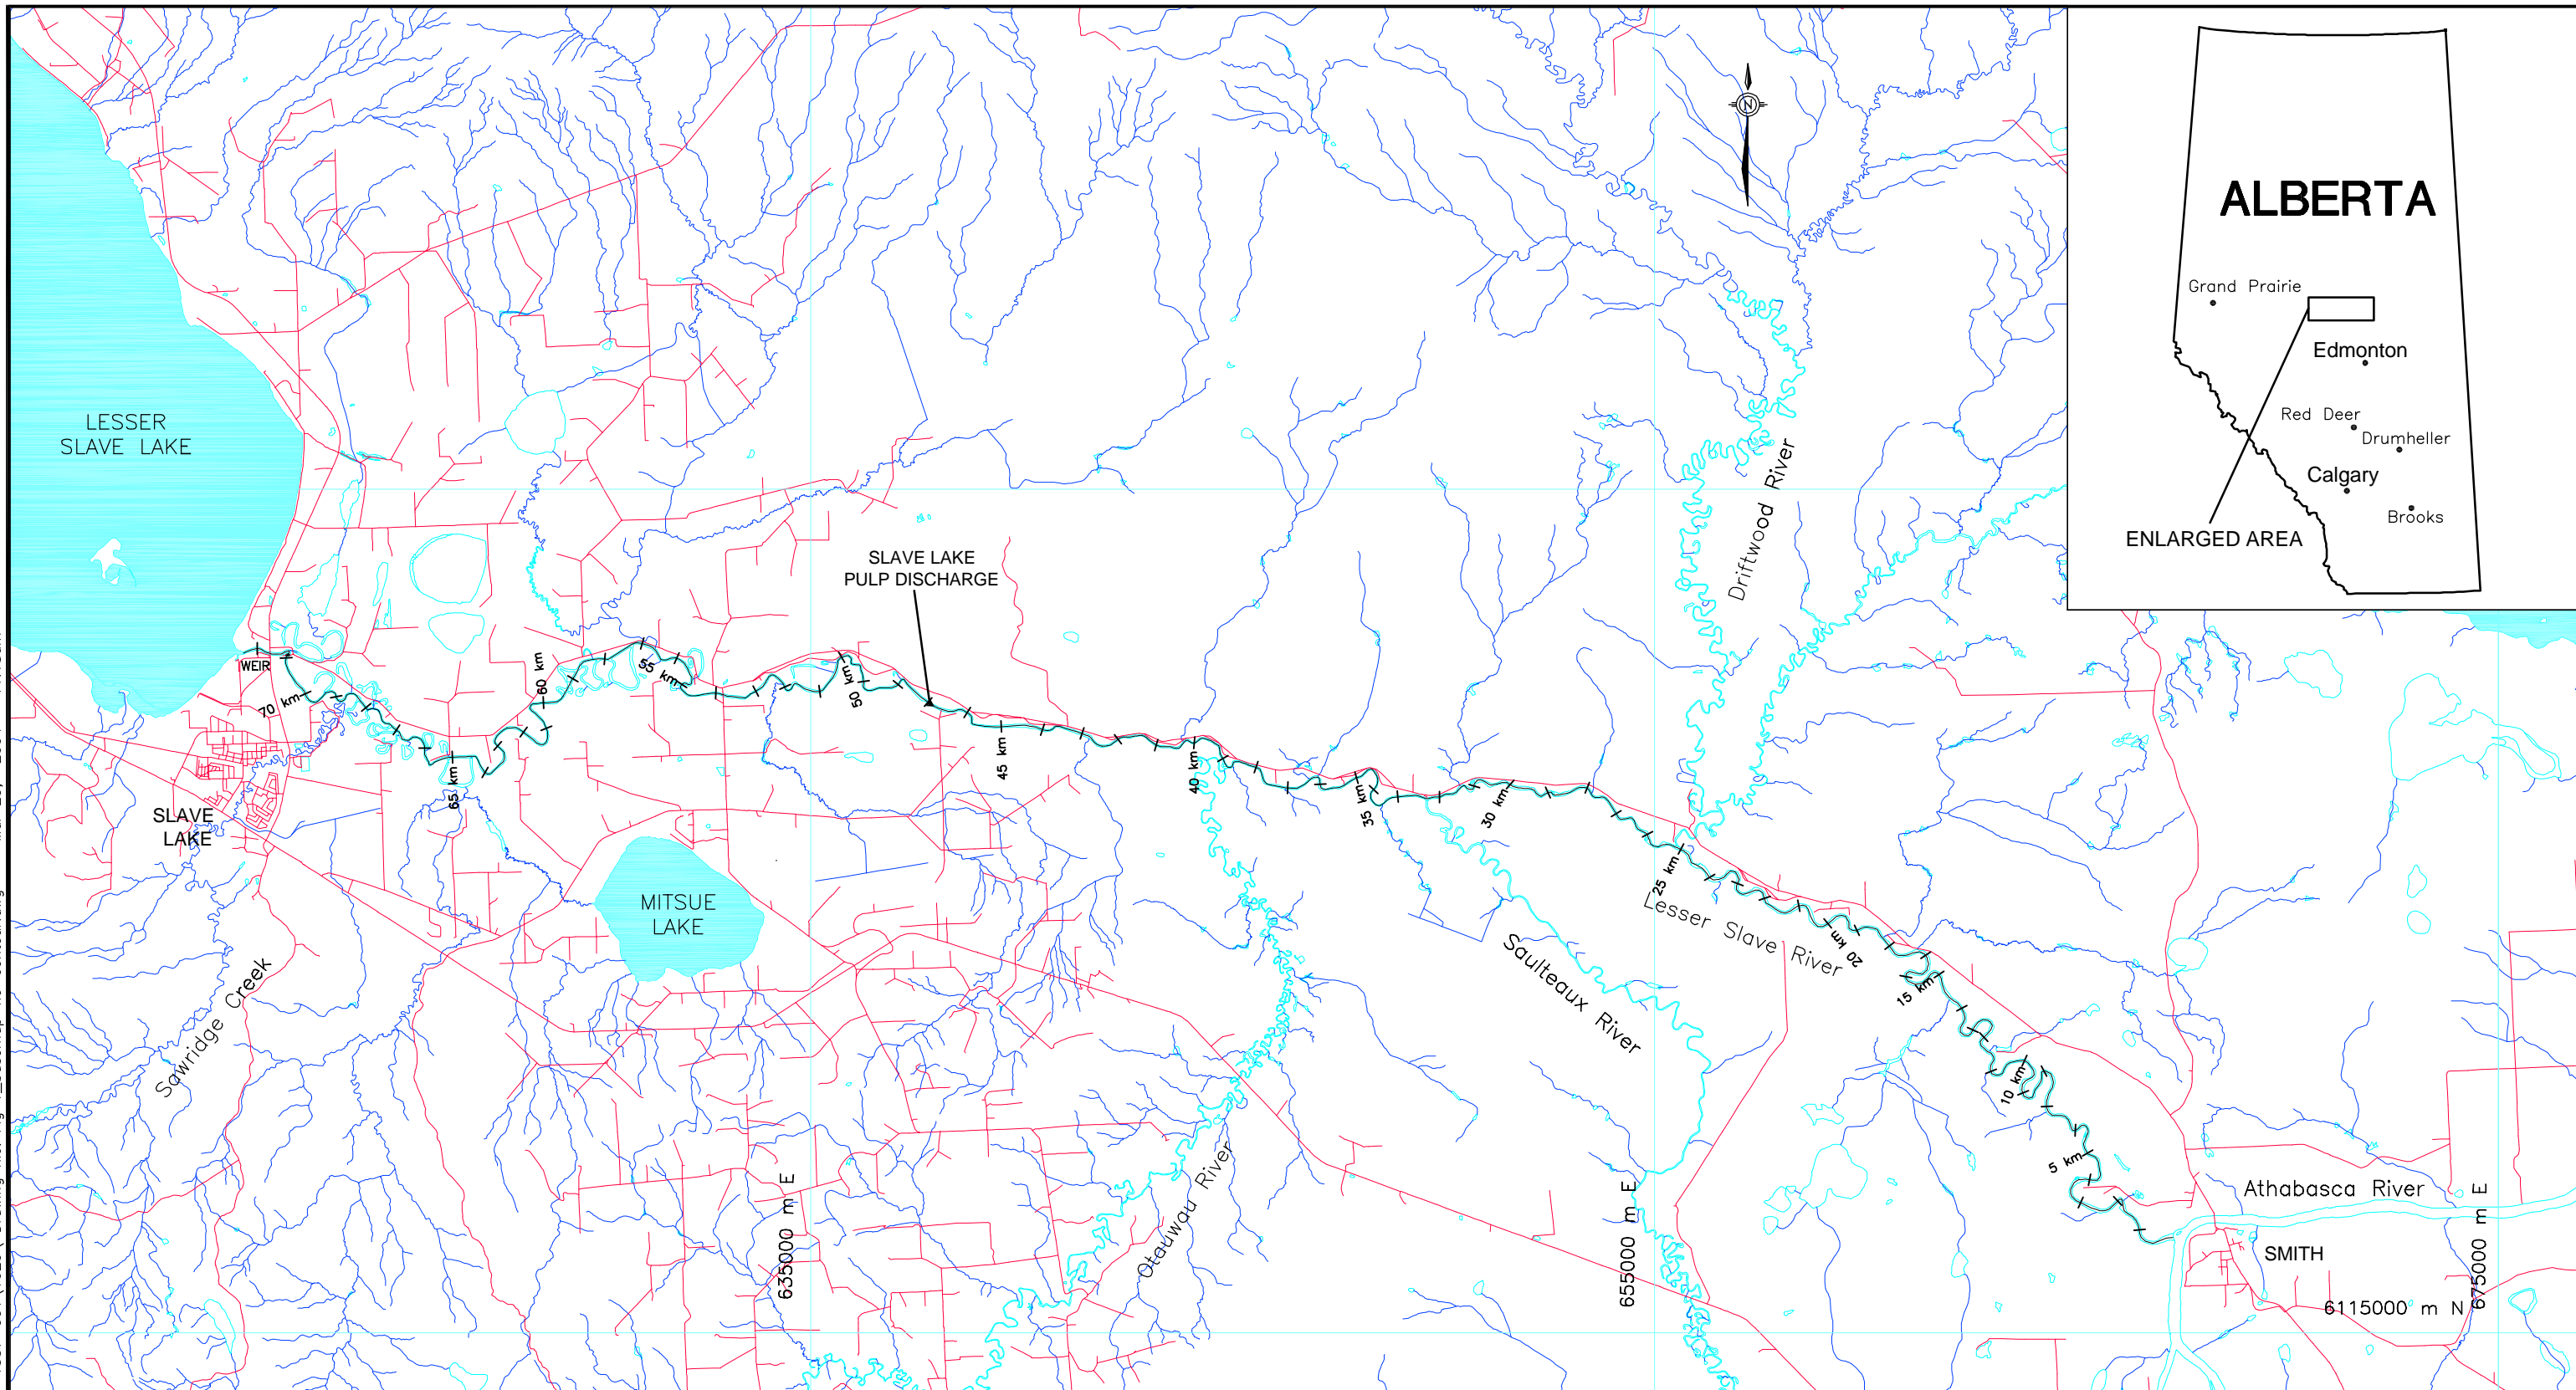 ALBERTA
Grand Prairie
Edmonton
Red Deer
Drumheller
Calgary
Brooks
ENLARGED AREA
N
LESSER
SLAVE LAKE
Driftwood River
SLAVE LAKE
PULP DISCHARGE
WEIR
70 km
65 km
60 km
55 km
50 km
45 km
40 km
35 km
30 km
25 km
20 km
15 km
10 km
5 km
SLAVE
LAKE
MITSUE
LAKE
Lesser Slave River
Saulteaux River
Sawridge Creek
Otauwau River
Athabasca River
SMITH
635000 m E
655000 m E
675000 m E
6115000 m N